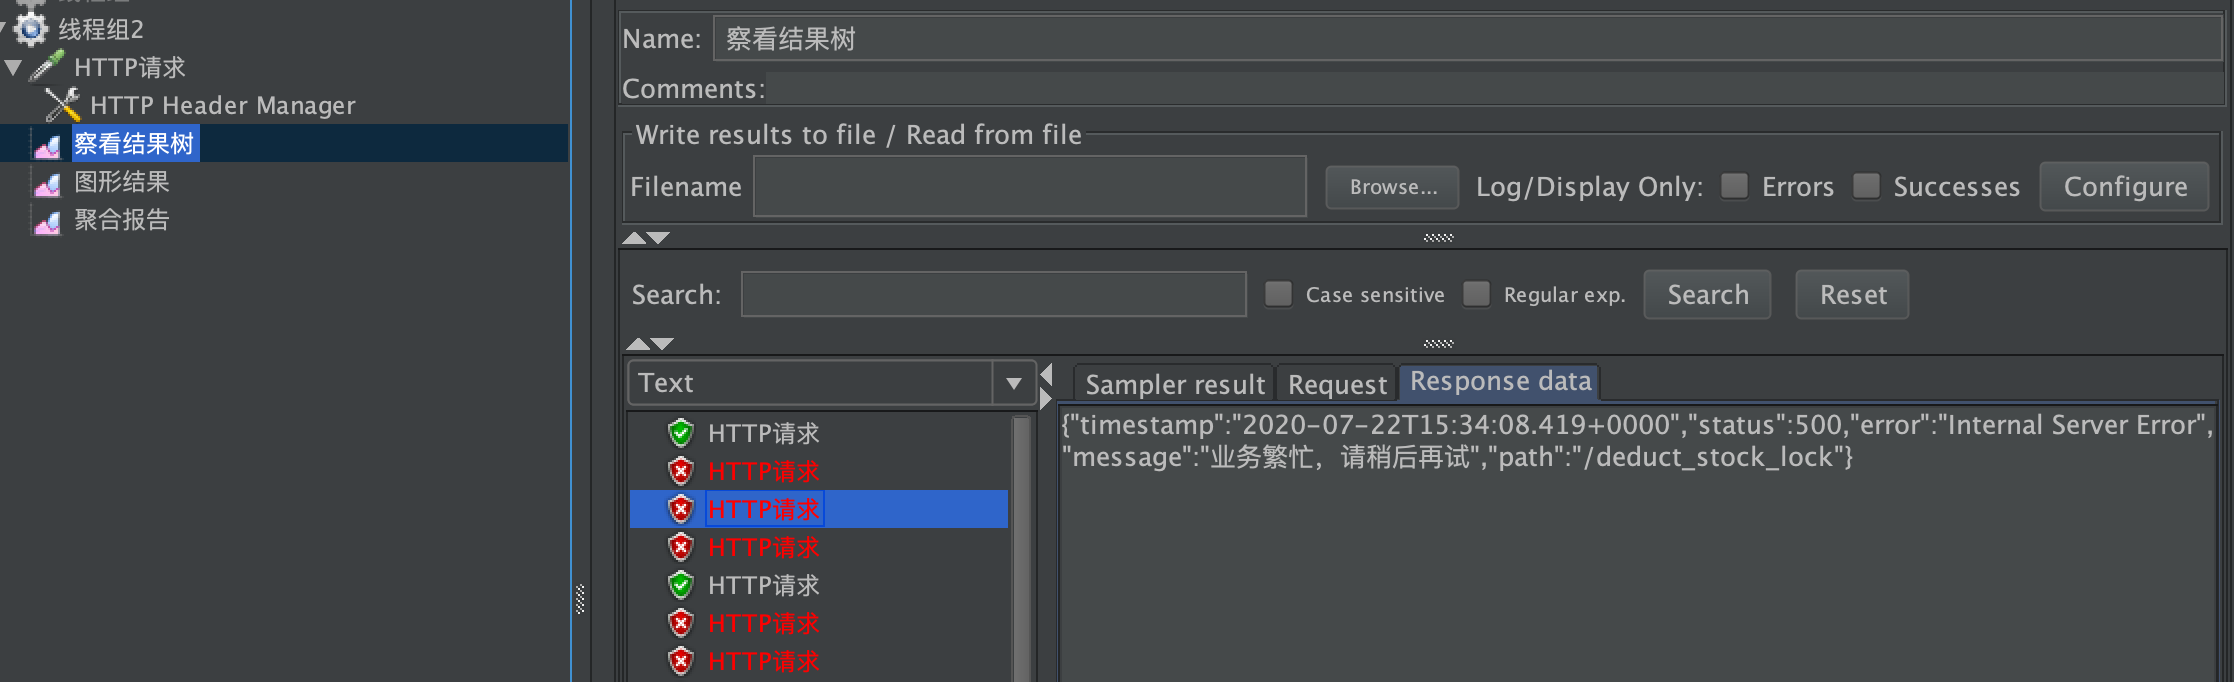 线程组2
HTTP请求
HTTP Header Manager
察看结果树
图形结果
聚合报告
Name: 察看结果树
Comments:
Write results to file / Read from file
Filename Browse... Log/Display Only: Errors Successes Configure
Search: Case sensitive Regular exp. Search Reset
Text
Sampler result Request Response data
HTTP请求
HTTP请求
HTTP请求
HTTP请求
HTTP请求
HTTP请求
HTTP请求
{"timestamp":"2020-07-22T15:34:08.419+0000","status":500,"error":"Internal Server Error",
"message":"业务繁忙，请稍后再试","path":"/deduct_stock_lock"}